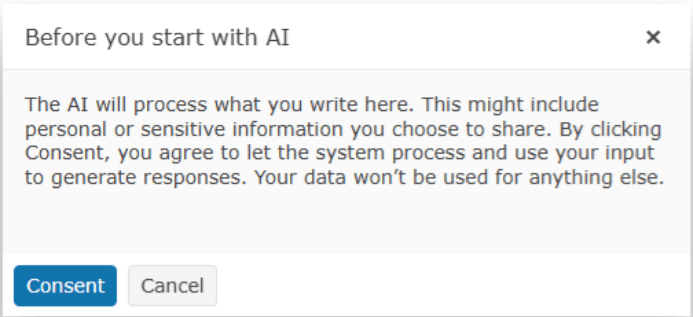 Before you start with AI
×
The AI will process what you write here. This might include
personal or sensitive information you choose to share. By clicking
Consent, you agree to let the system process and use your input
to generate responses. Your data won’t be used for anything else.
Consent
Cancel